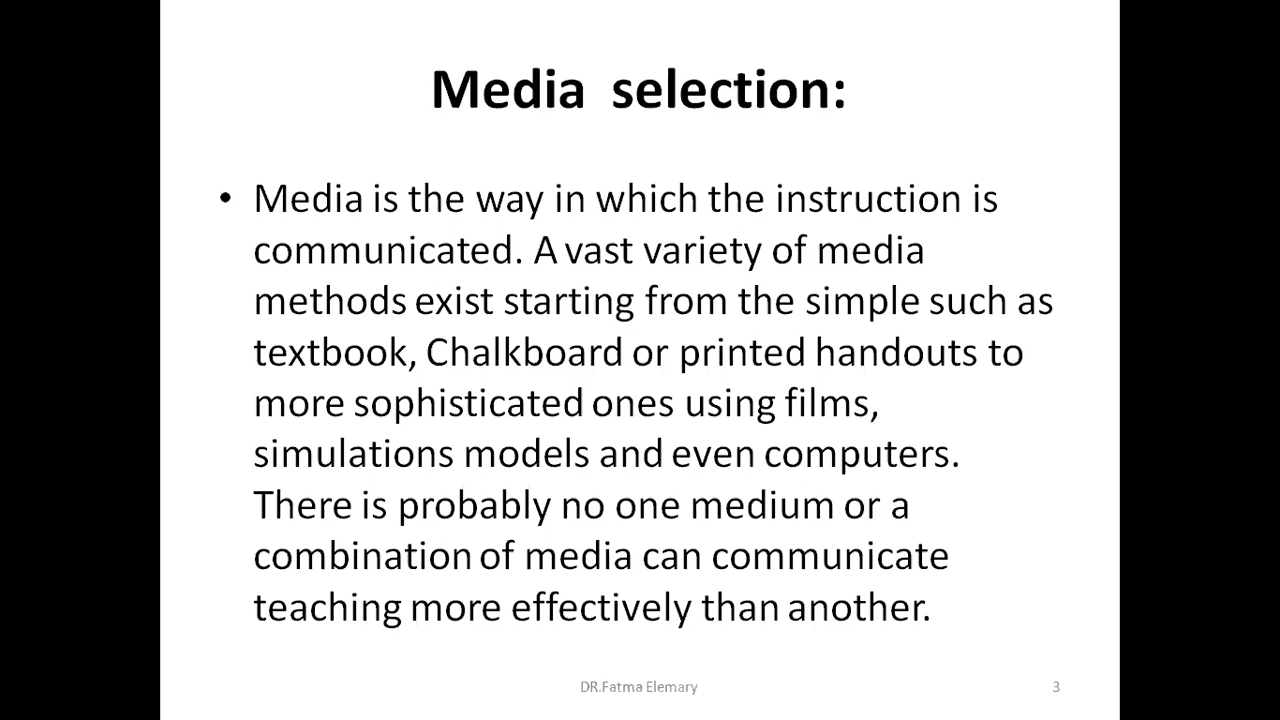 Media selection:
• Media is the way in which the instruction is
communicated. A vast variety of media
methods exist starting from the simple such as
textbook, Chalkboard or printed handouts to
more sophisticated ones using films,
simulations models and even computers.
There is probably no one medium or a
combination of media can communicate
teaching more effectively than another.
DR.Fatma Elemary
3